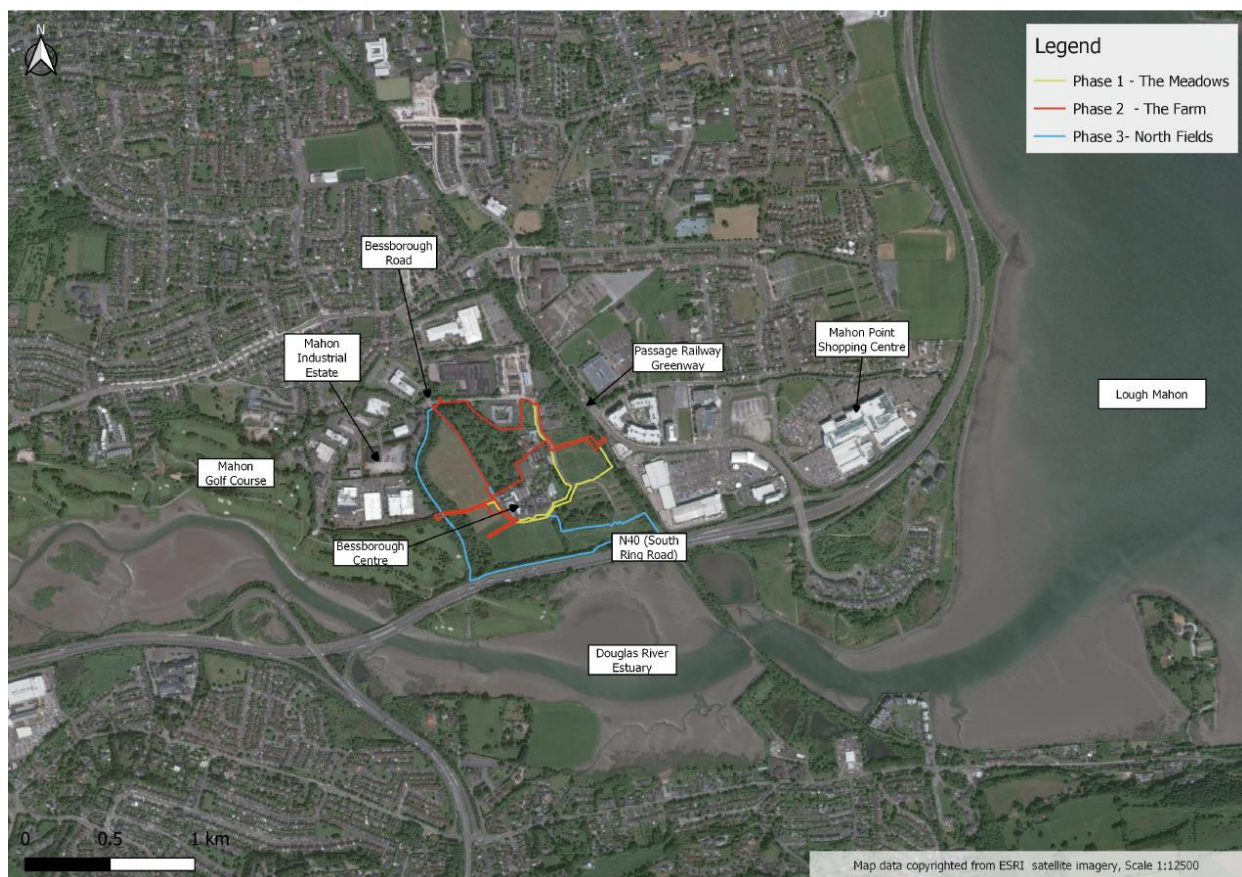 N
Legend
Phase 1 - The Meadows
Phase 2 - The Farm
Phase 3- North Fields
Bessborough
Road
Mahon
Industrial
Estate
Passage Railway
Greenway
Mahon Point
Shopping Centre
Lough Mahon
Mahon
Golf Course
Bessborough
Centre
N40 (South
Ring Road)
Douglas River
Estuary
0 0.5 1 km
Map data copyrighted from ESRI satellite imagery, Scale 1:12500